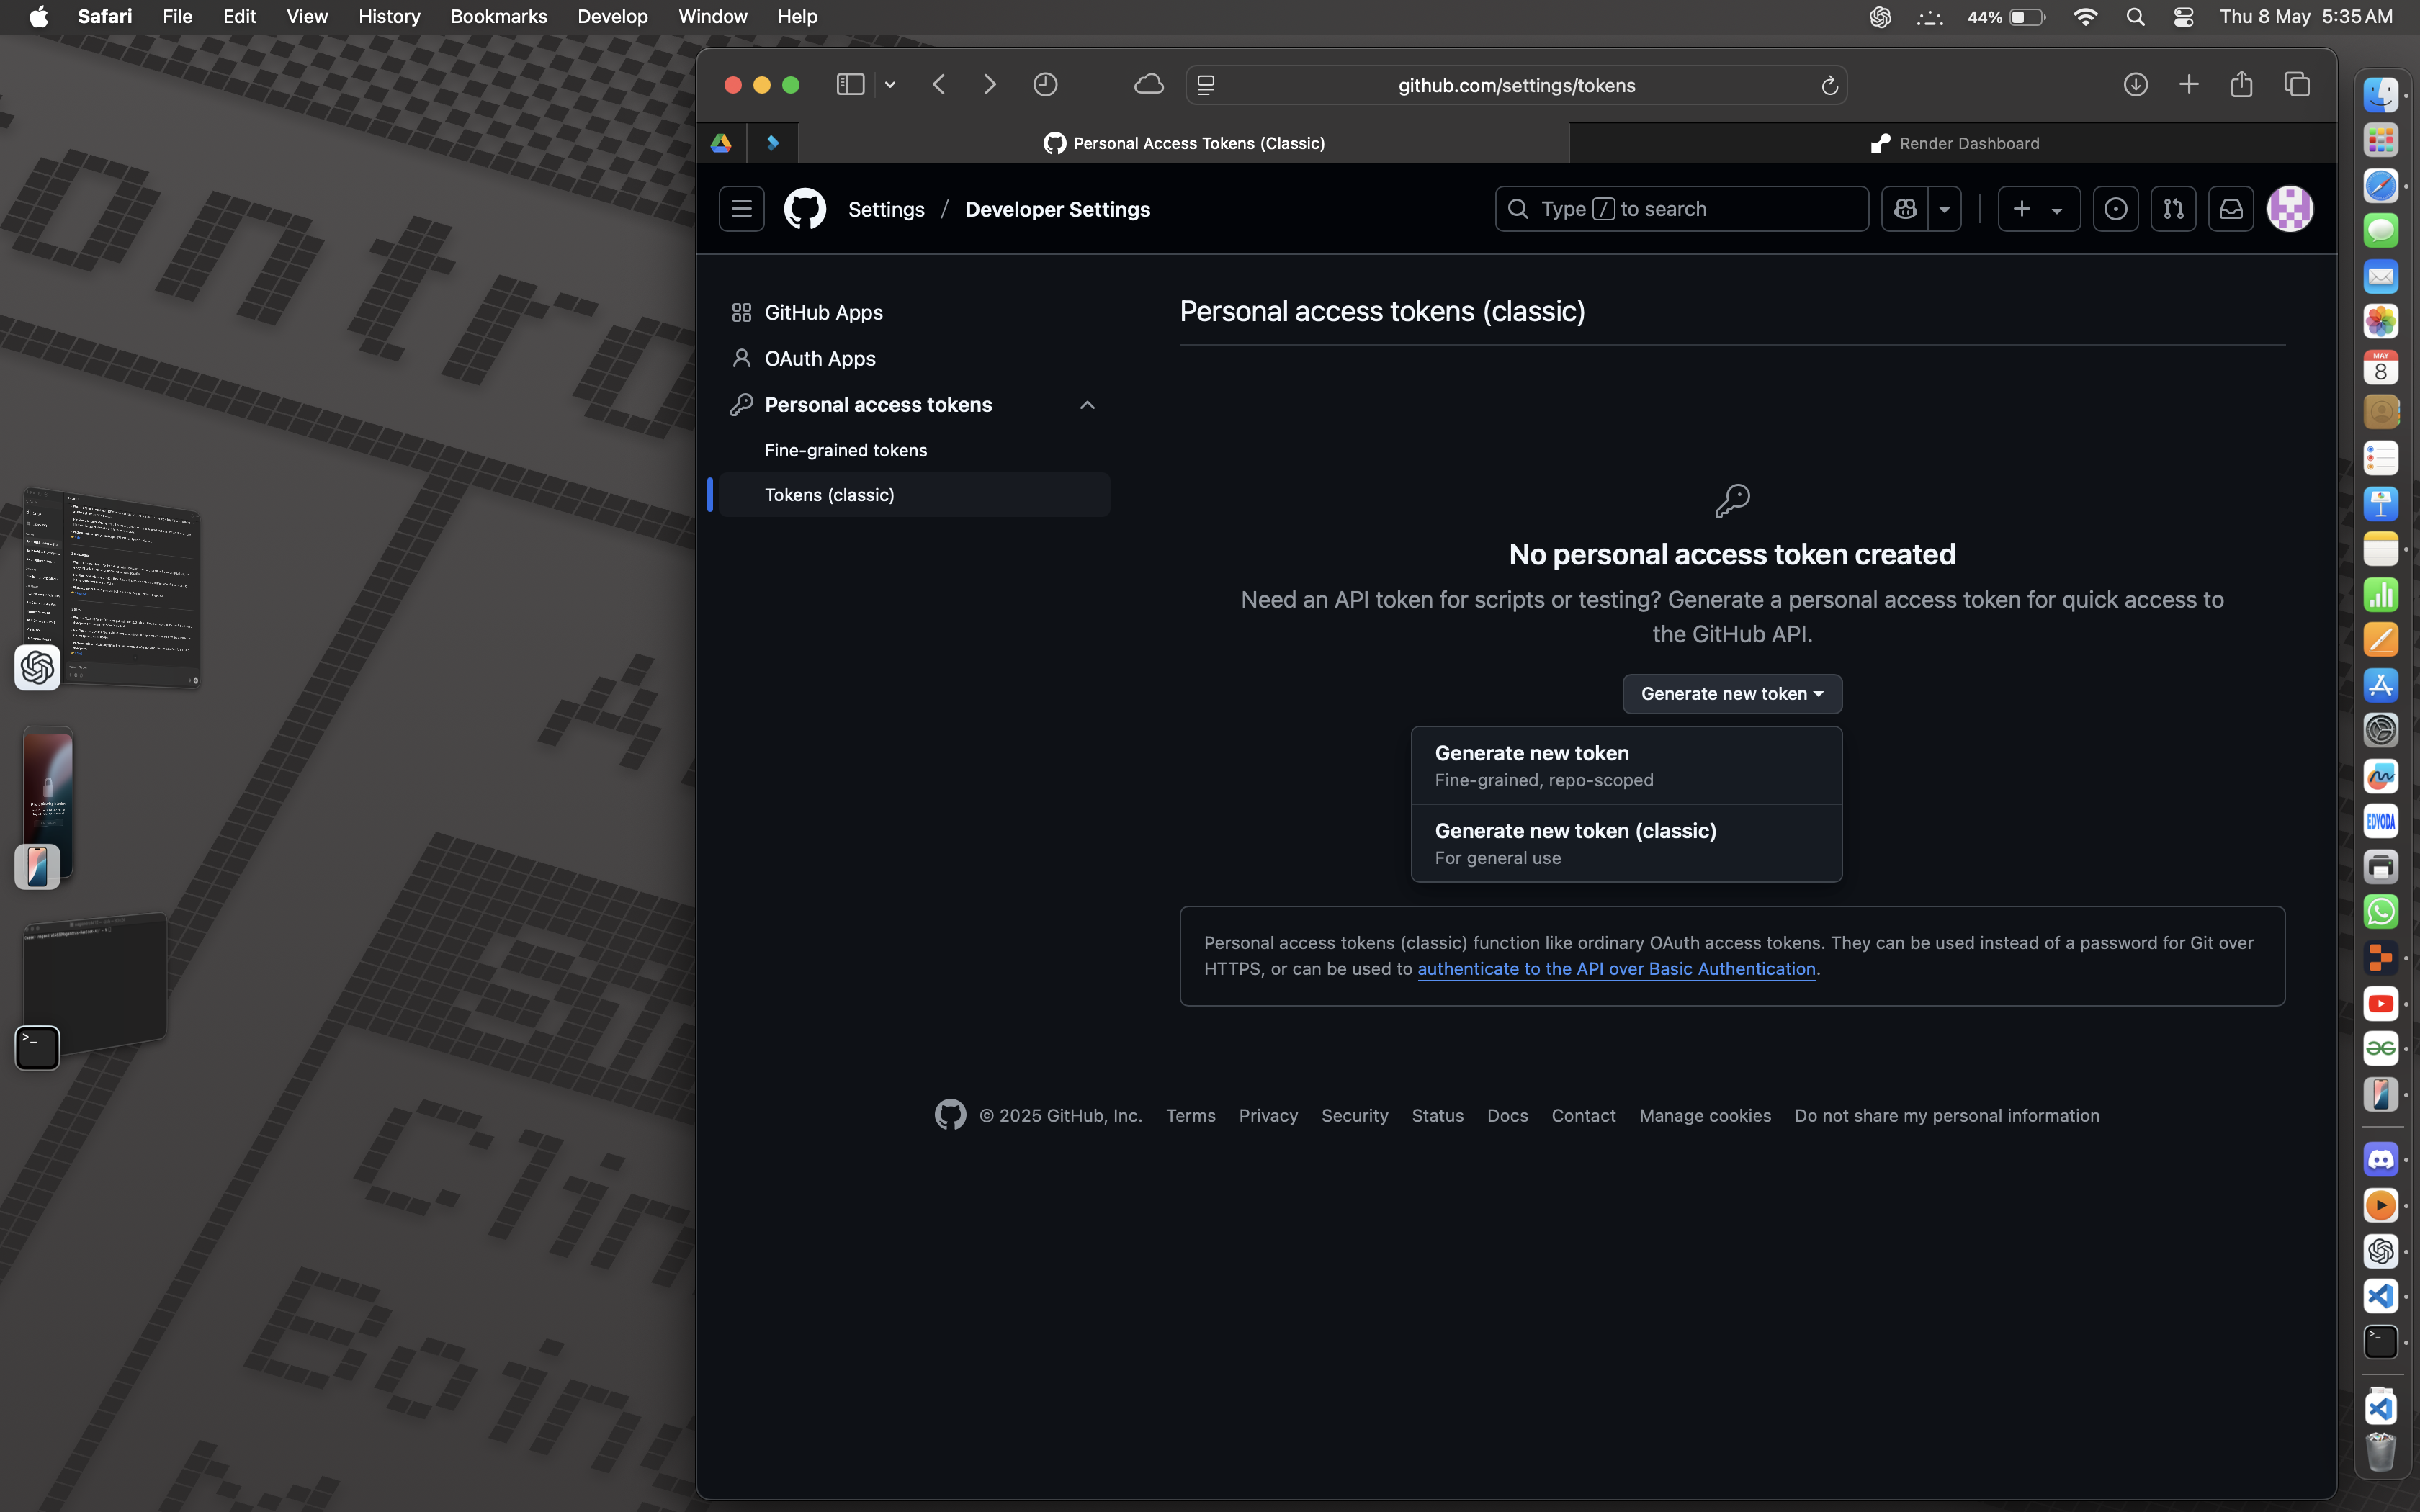 Safari File Edit View History Bookmarks Develop Window Help 44% Thu 8 May 5:35 AM
github.com/settings/tokens
Personal Access Tokens (Classic) Render Dashboard
Settings / Developer Settings Type / to search
GitHub Apps
OAuth Apps
Personal access tokens
Fine-grained tokens
Tokens (classic)
Personal access tokens (classic)
No personal access token created
Need an API token for scripts or testing? Generate a personal access token for quick access to
the GitHub API.
Generate new token
Generate new token
Fine-grained, repo-scoped
Generate new token (classic)
For general use
Personal access tokens (classic) function like ordinary OAuth access tokens. They can be used instead of a password for Git over
HTTPS, or can be used to authenticate to the API over Basic Authentication.
© 2025 GitHub, Inc. Terms Privacy Security Status Docs Contact Manage cookies Do not share my personal information
MAY
8
EDYODA